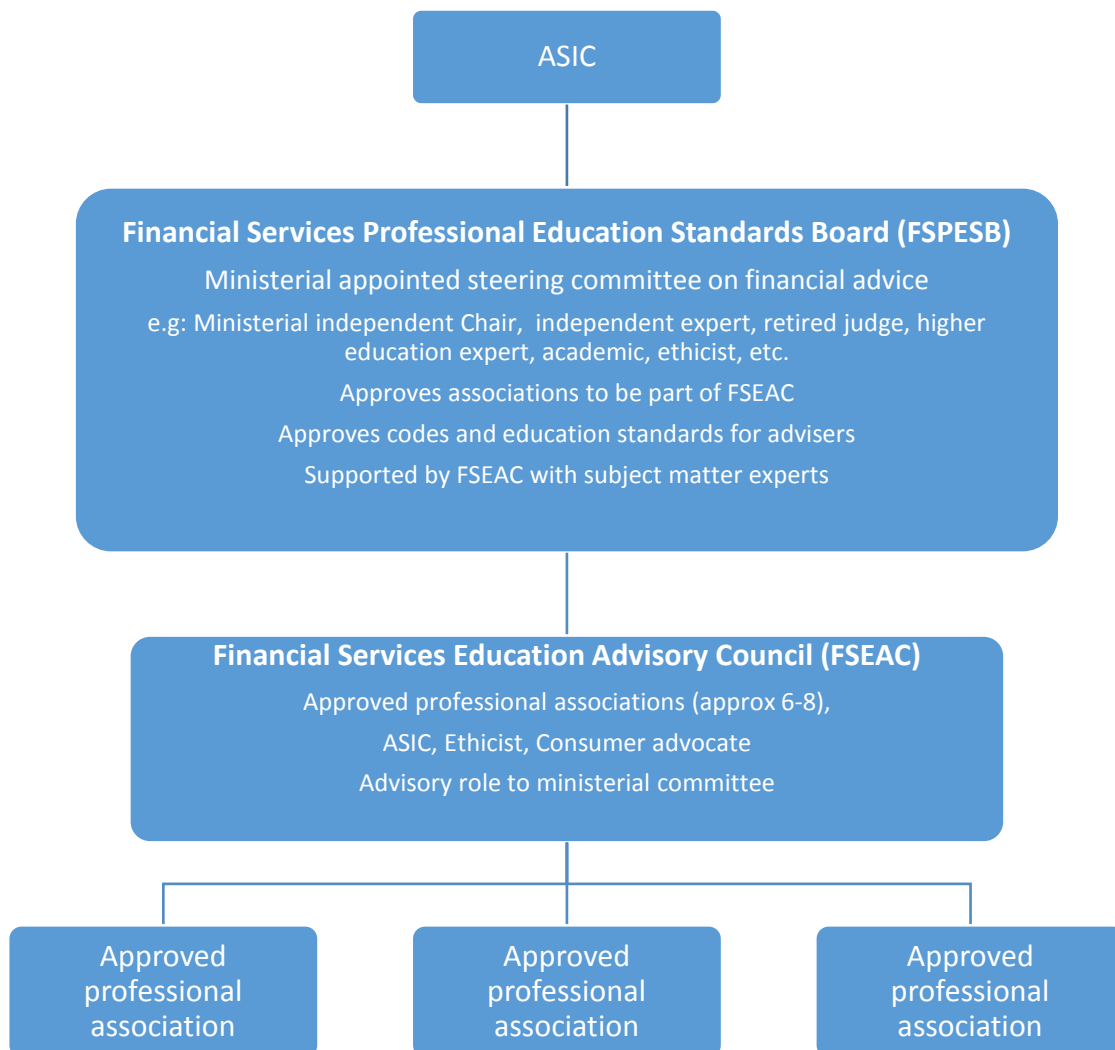 ASIC
Financial Services Professional Education Standards Board (FSPESB)
Ministerial appointed steering committee on financial advice
e.g: Ministerial independent Chair,  independent expert, retired judge, higher
education expert, academic, ethicist, etc.
Approves associations to be part of FSEAC
Approves codes and education standards for advisers
Supported by FSEAC with subject matter experts
Financial Services Education Advisory Council (FSEAC)
Approved professional associations (approx 6-8),
ASIC, Ethicist, Consumer advocate
Advisory role to ministerial committee
Approved
professional
association
Approved
professional
association
Approved
professional
association